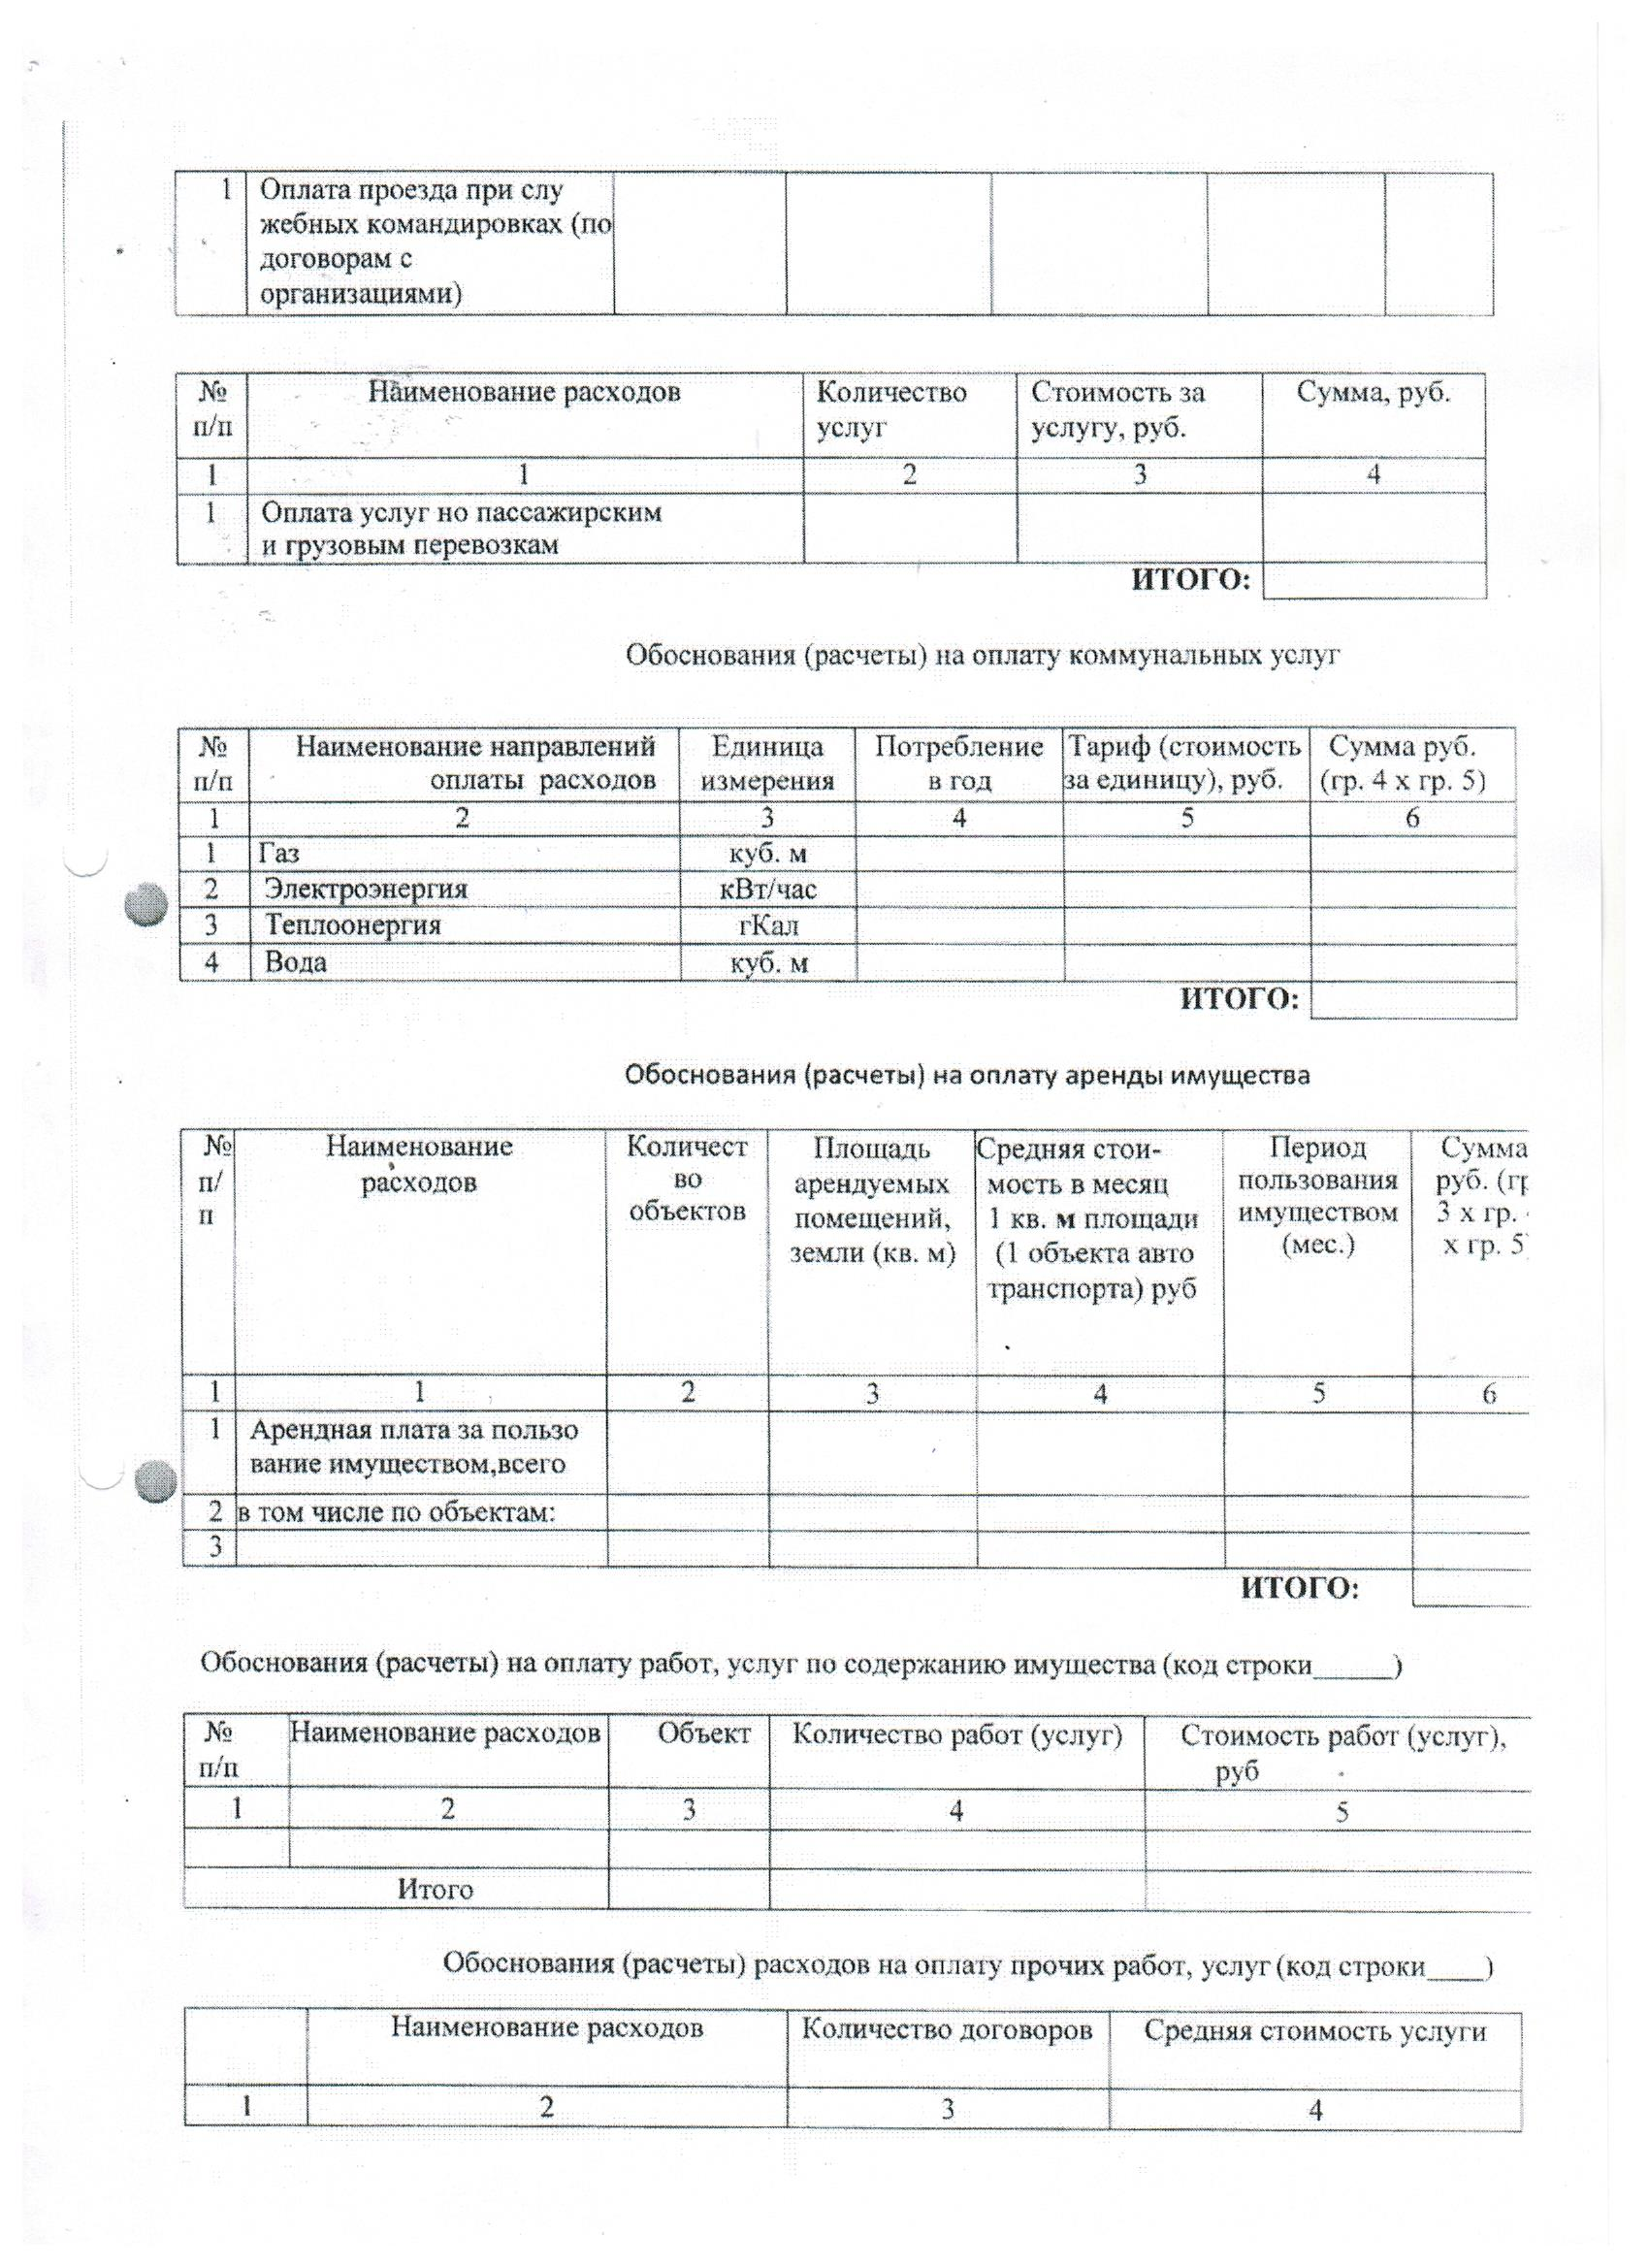 1 Оплата проезда при слу
жебных командировках (по
договорам с
организациями)
№ Наименование расходов Количество Стоимость за Сумма, руб.
п/п услуг услугу, руб.
1 1 2 3 4
1 Оплата услуг но пассажирским
и грузовым перевозкам
ИТОГО:
Обоснования (расчеты) на оплату коммунальных услуг
№ Наименование направлений Единица Потребление Тариф (стоимость Сумма руб.
п/п оплаты расходов измерения в год за единицу), руб. (гр. 4 х гр. 5)
1 2 3 4 5 6
1 Газ куб. м
2 Электроэнергия кВт/час
3 Теплоонергия гКал
4 Вода куб. м
ИТОГО:
Обоснования (расчеты) на оплату аренды имущества
№ Наименование Количест Площадь Средняя стои- Период Сумма
п/ расходов во арендуемых мость в месяц пользования руб. (гр
п объектов помещений, 1 кв. м площади имуществом 3 х гр.
земли (кв. м) (1 объекта авто (мес.) х гр. 5)
транспорта) руб
1 1 2 3 4 5 6
1 Арендная плата за пользо
вание имуществом,всего
2 в том числе по объектам:
3
ИТОГО:
Обоснования (расчеты) на оплату работ, услуг по содержанию имущества (код строки______)
№ Наименование расходов Объект Количество работ (услуг) Стоимость работ (услуг),
п/п руб
1 2 3 4 5
Итого
Обоснования (расчеты) расходов на оплату прочих работ, услуг (код строки____)
Наименование расходов Количество договоров Средняя стоимость услуги
1 2 3 4